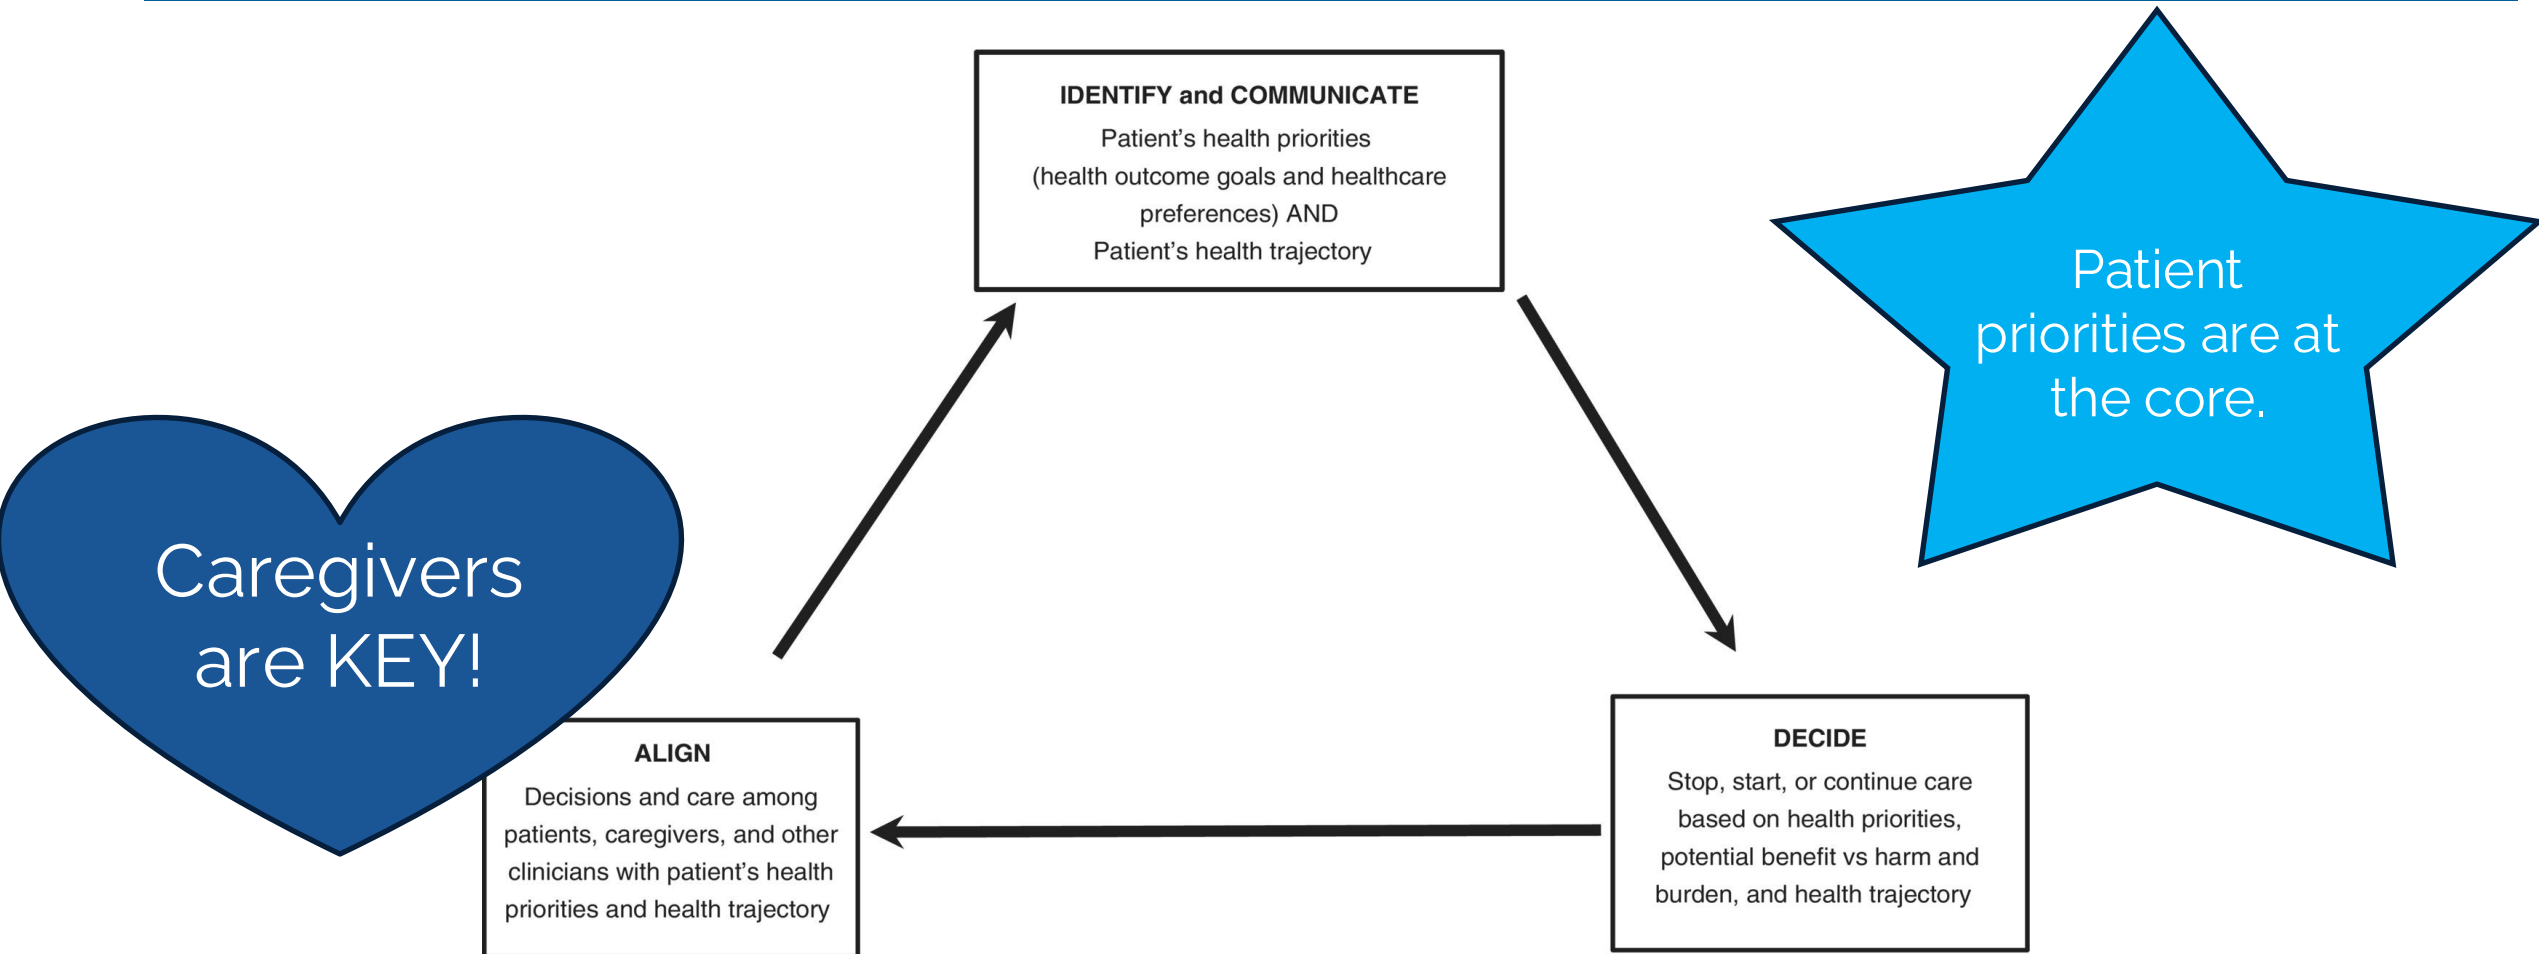 IDENTIFY and COMMUNICATE
Patient’s health priorities
(health outcome goals and healthcare
preferences) AND
Patient’s health trajectory
Patient
priorities are at
the core.
Caregivers
are KEY!
ALIGN
Decisions and care among
patients, caregivers, and other
clinicians with patient’s health
priorities and health trajectory
DECIDE
Stop, start, or continue care
based on health priorities,
potential benefit vs harm and
burden, and health trajectory